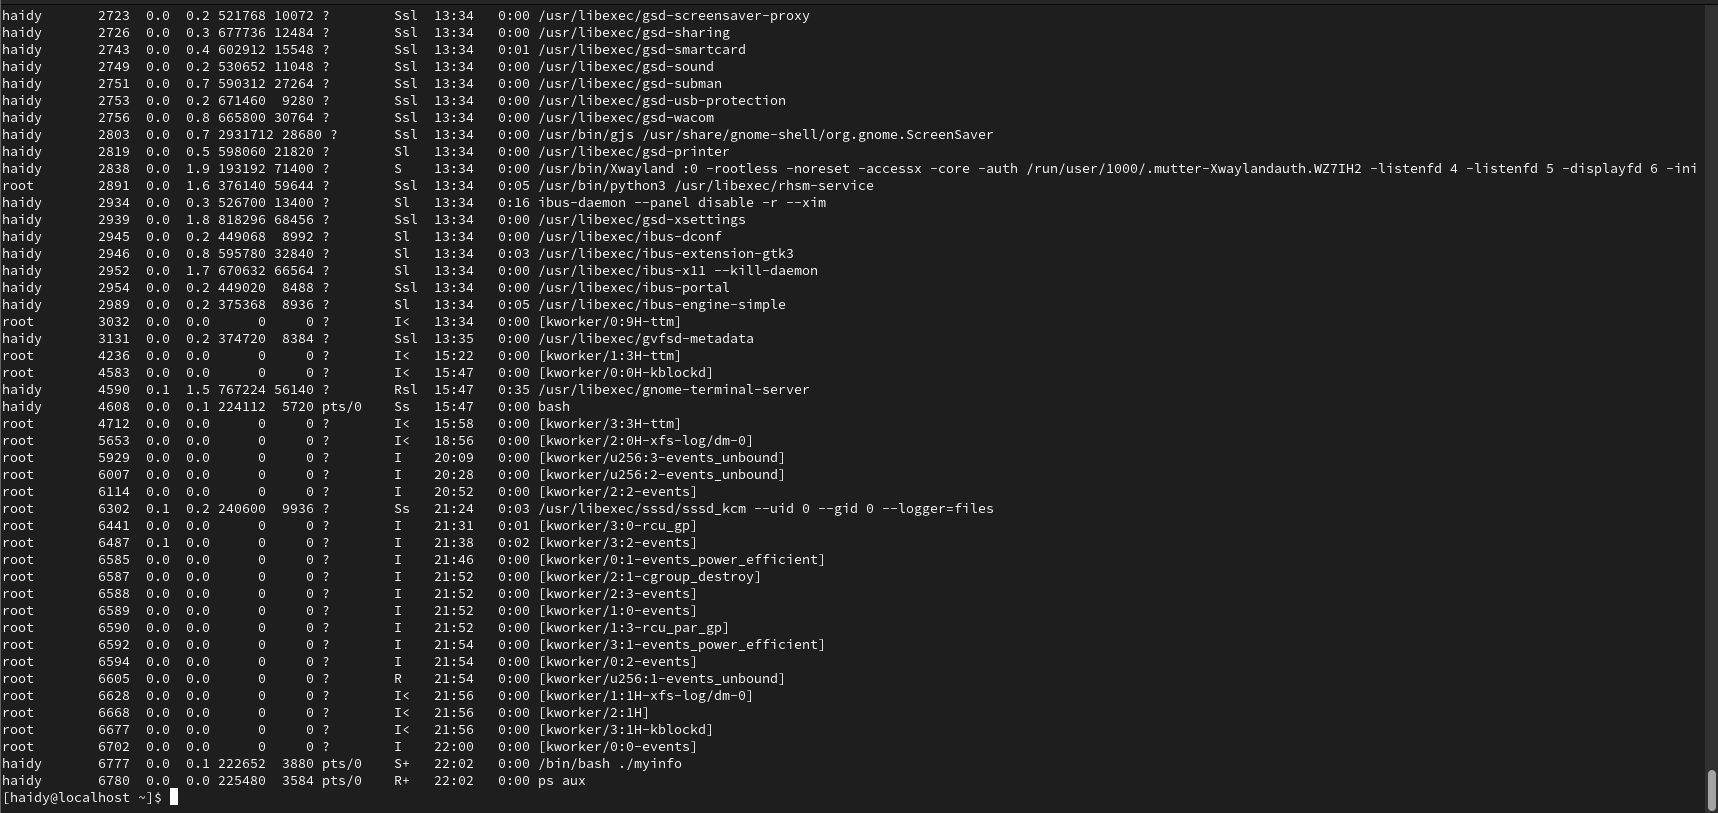 haidy       2723  0.0  0.2 521768 10072 ?        Ssl  13:34   0:00 /usr/libexec/gsd-screensaver-proxy
haidy       2726  0.0  0.3 677736 12484 ?        Ssl  13:34   0:00 /usr/libexec/gsd-sharing
haidy       2743  0.0  0.4 602912 15548 ?        Ssl  13:34   0:01 /usr/libexec/gsd-smartcard
haidy       2749  0.0  0.2 530652 11048 ?        Ssl  13:34   0:00 /usr/libexec/gsd-sound
haidy       2751  0.0  0.7 590312 27264 ?        Ssl  13:34   0:00 /usr/libexec/gsd-subman
haidy       2753  0.0  0.2 671460  9280 ?        Ssl  13:34   0:00 /usr/libexec/gsd-usb-protection
haidy       2756  0.0  0.8 665800 30764 ?        Ssl  13:34   0:00 /usr/libexec/gsd-wacom
haidy       2803  0.0  0.7 2931712 28680 ?       Ssl  13:34   0:00 /usr/bin/gjs /usr/share/gnome-shell/org.gnome.ScreenSaver
haidy       2819  0.0  0.5 598060 21820 ?        Sl   13:34   0:00 /usr/libexec/gsd-printer
haidy       2838  0.0  1.9 193192 71400 ?        S    13:34   0:00 /usr/bin/Xwayland :0 -rootless -noreset -accessx -core -auth /run/user/1000/.mutter-Xwaylandauth.WZ7IH2 -listenfd 4 -listenfd 5 -displayfd 6 -ini
root        2891  0.0  1.6 376140 59644 ?        Ssl  13:34   0:05 /usr/bin/python3 /usr/libexec/rhsm-service
haidy       2934  0.0  0.3 526700 13400 ?        Sl   13:34   0:16 ibus-daemon --panel disable -r --xim
haidy       2939  0.0  1.8 818296 68456 ?        Ssl  13:34   0:00 /usr/libexec/gsd-xsettings
haidy       2945  0.0  0.2 449068  8992 ?        Sl   13:34   0:00 /usr/libexec/ibus-dconf
haidy       2946  0.0  0.8 595780 32840 ?        Sl   13:34   0:03 /usr/libexec/ibus-extension-gtk3
haidy       2952  0.0  1.7 670632 66564 ?        Sl   13:34   0:00 /usr/libexec/ibus-x11 --kill-daemon
haidy       2954  0.0  0.2 449020  8488 ?        Ssl  13:34   0:00 /usr/libexec/ibus-portal
haidy       2989  0.0  0.2 375368  8936 ?        Sl   13:34   0:05 /usr/libexec/ibus-engine-simple
root        3032  0.0  0.0      0     0 ?        I<   13:34   0:00 [kworker/0:9H-ttm]
haidy       3131  0.0  0.2 374720  8384 ?        Ssl  13:35   0:00 /usr/libexec/gvfsd-metadata
root        4236  0.0  0.0      0     0 ?        I<   15:22   0:00 [kworker/1:3H-ttm]
root        4583  0.0  0.0      0     0 ?        I<   15:47   0:00 [kworker/0:0H-kblockd]
haidy       4590  0.1  1.5 767224 56140 ?        Rsl  15:47   0:35 /usr/libexec/gnome-terminal-server
haidy       4608  0.0  0.1 224112  5720 pts/0    Ss   15:47   0:00 bash
root        4712  0.0  0.0      0     0 ?        I<   15:58   0:00 [kworker/3:3H-ttm]
root        5653  0.0  0.0      0     0 ?        I<   18:56   0:00 [kworker/2:0H-xfs-log/dm-0]
root        5929  0.0  0.0      0     0 ?        I    20:09   0:00 [kworker/u256:3-events_unbound]
root        6007  0.0  0.0      0     0 ?        I    20:28   0:00 [kworker/u256:2-events_unbound]
root        6114  0.0  0.0      0     0 ?        I    20:52   0:00 [kworker/2:2-events]
root        6302  0.1  0.2 240600  9936 ?        Ss   21:24   0:03 /usr/libexec/sssd/sssd_kcm --uid 0 --gid 0 --logger=files
root        6441  0.0  0.0      0     0 ?        I    21:31   0:01 [kworker/3:0-rcu_gp]
root        6487  0.1  0.0      0     0 ?        I    21:38   0:02 [kworker/3:2-events]
root        6585  0.0  0.0      0     0 ?        I    21:46   0:00 [kworker/0:1-events_power_efficient]
root        6587  0.0  0.0      0     0 ?        I    21:52   0:00 [kworker/2:1-cgroup_destroy]
root        6588  0.0  0.0      0     0 ?        I    21:52   0:00 [kworker/2:3-events]
root        6589  0.0  0.0      0     0 ?        I    21:52   0:00 [kworker/1:0-events]
root        6590  0.0  0.0      0     0 ?        I    21:52   0:00 [kworker/1:3-rcu_par_gp]
root        6592  0.0  0.0      0     0 ?        I    21:54   0:00 [kworker/3:1-events_power_efficient]
root        6594  0.0  0.0      0     0 ?        I    21:54   0:00 [kworker/0:2-events]
root        6605  0.0  0.0      0     0 ?        R    21:54   0:00 [kworker/u256:1-events_unbound]
root        6628  0.0  0.0      0     0 ?        I<   21:56   0:00 [kworker/1:1H-xfs-log/dm-0]
root        6668  0.0  0.0      0     0 ?        I<   21:56   0:00 [kworker/2:1H]
root        6677  0.0  0.0      0     0 ?        I<   21:56   0:00 [kworker/3:1H-kblockd]
root        6702  0.0  0.0      0     0 ?        I    22:00   0:00 [kworker/0:0-events]
haidy       6777  0.0  0.1 222652  3880 pts/0    S+   22:02   0:00 /bin/bash ./myinfo
haidy       6780  0.0  0.0 225480  3584 pts/0    R+   22:02   0:00 ps aux
[haidy@localhost ~]$